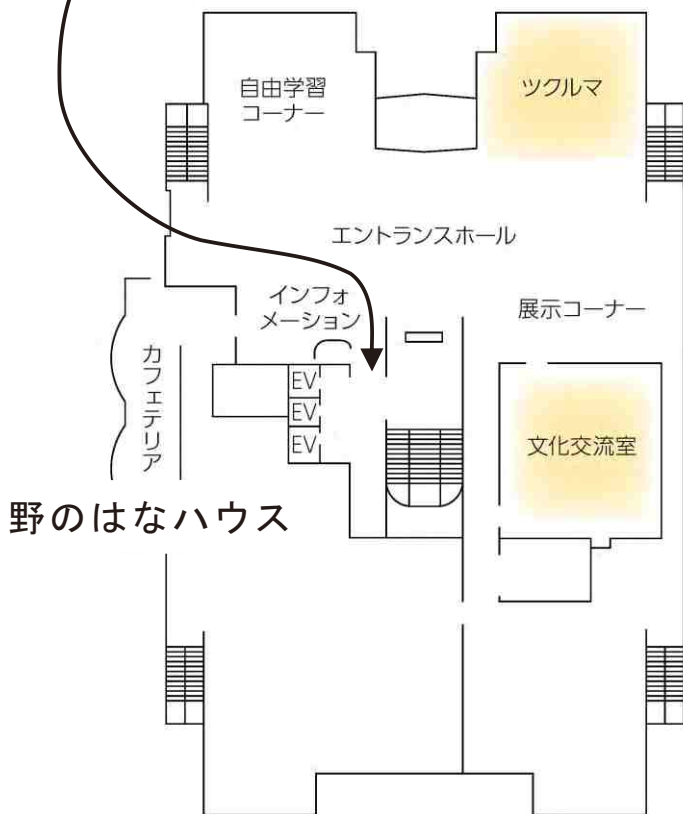 自由学習
コーナー
ツクルマ
エントランスホール
インフォ
メーション
展示コーナー
カフェテリア
EV
EV
EV
文化交流室
野のはなハウス